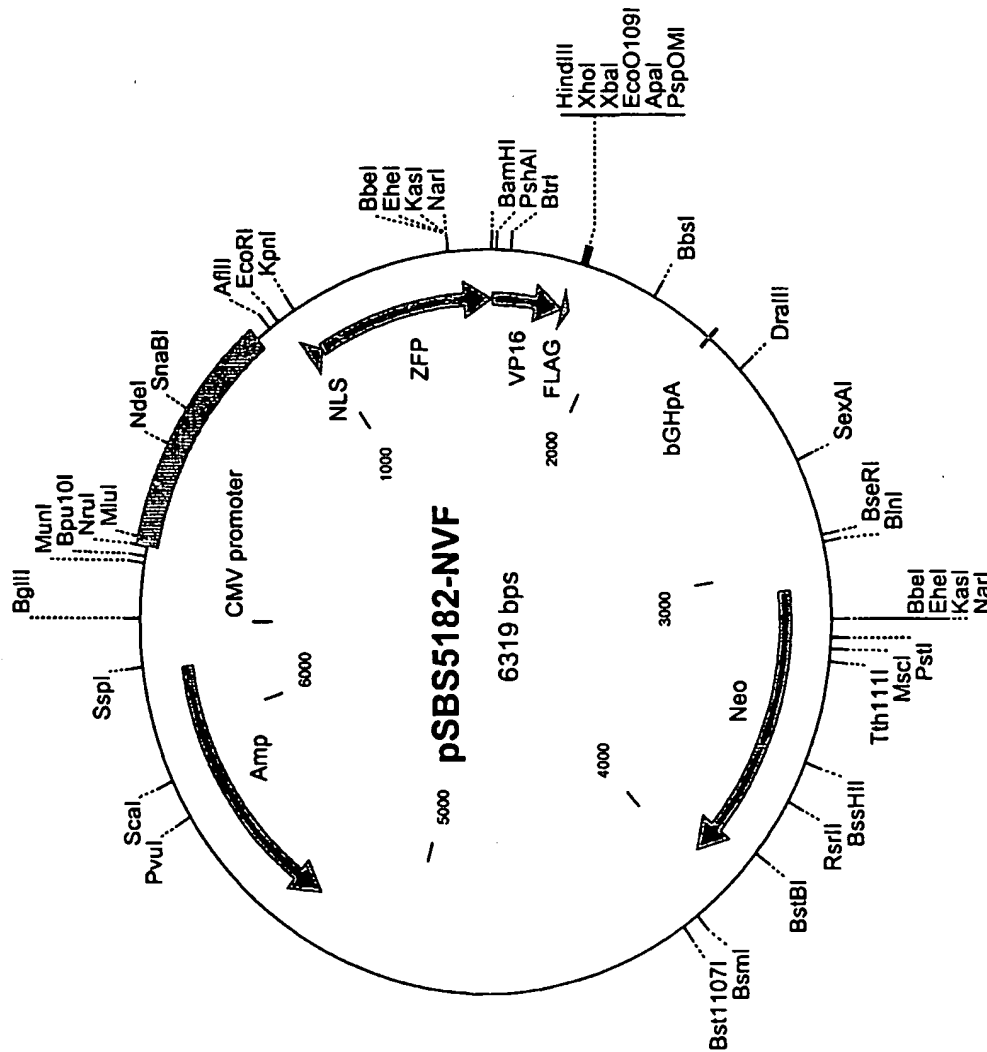 pSBS5182-NVF
6319 bps
BglII
MunI
Bpu10I
NruI
MluI
NdeI
SnaBI
AflII
EcoRI
KpnI
BbeI
EheI
KasI
NarI
BamHI
PshAI
BtrI
HindIII
XhoI
XbaI
EcoO109I
ApaI
PspOMI
BbsI
DraIII
SexAI
BseRI
BlnI
BbeI
EheI
KasI
NarI
PstI
MscI
Tth111I
BssHII
RsrII
BstBI
BsmI
Bst1107I
PvuI
ScaI
SspI
CMV promoter
NLS
ZFP
VP16
FLAG
bGHpA
Neo
Amp
1000
2000
3000
4000
5000
6000